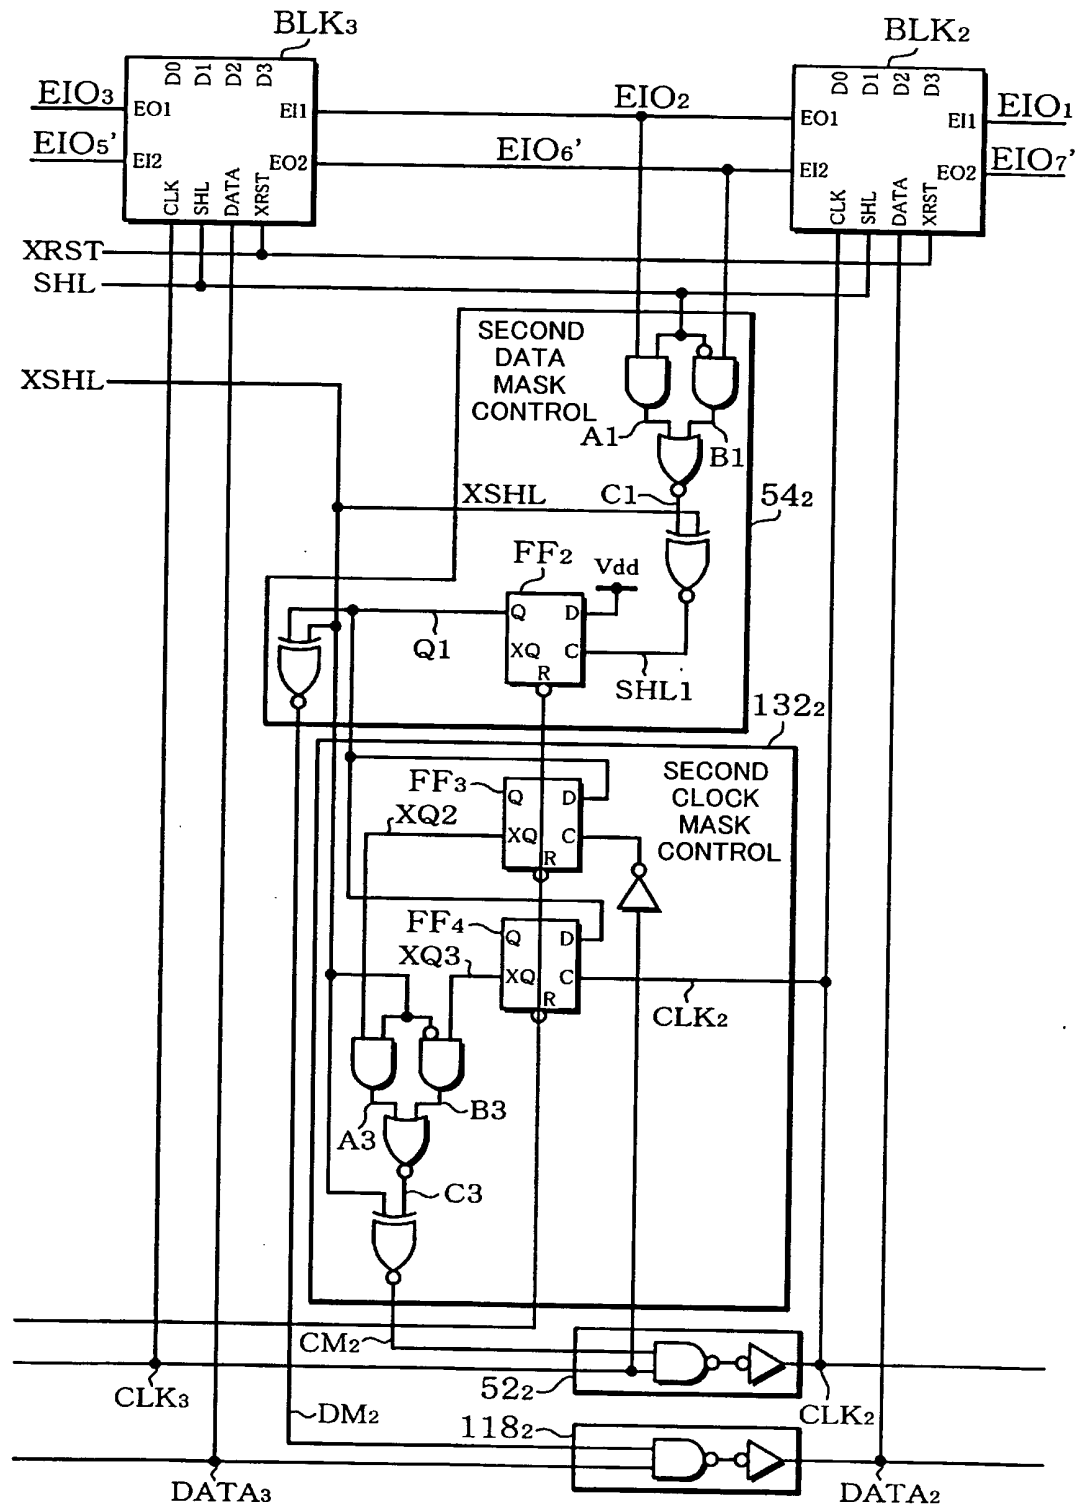 BLK3
BLK2
D0 D1 D2 D3
D0 D1 D2 D3
EIO3
EO1
EI1
EIO2
EO1
EI1
EIO1
EIO5'
EI2
EO2
EIO6'
EI2
EO2
EIO7'
CLK SHL DATA XRST
CLK SHL DATA XRST
XRST
SHL
SECOND
DATA
MASK
CONTROL
XSHL
A1
B1
XSHL
C1
542
FF2
Vdd
Q
D
Q1
XQ
C
R
SHL1
1322
SECOND
CLOCK
MASK
CONTROL
FF3
Q
D
XQ2
XQ
C
R
FF4
Q
D
XQ3
XQ
C
R
CLK2
A3
B3
C3
CM2
CLK3
522
CLK2
DM2
1182
DATA3
DATA2